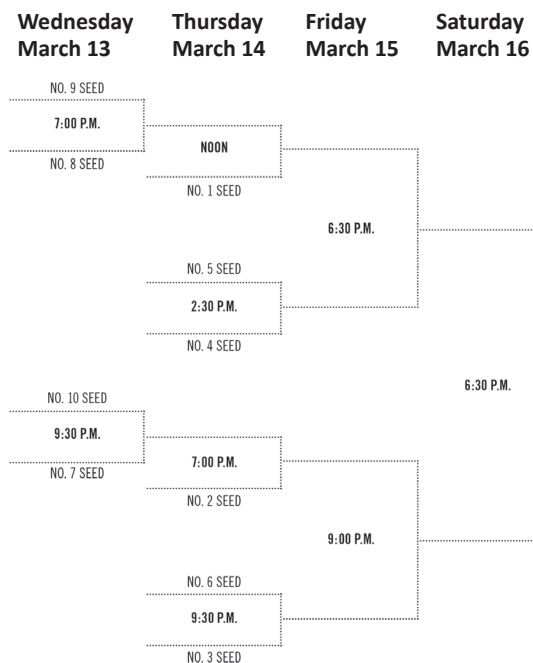 Wednesday
March 13
Thursday
March 14
Friday
March 15
Saturday
March 16
NO. 9 SEED
7:00 P.M.
NO. 8 SEED
NOON
NO. 1 SEED
6:30 P.M.
NO. 5 SEED
2:30 P.M.
NO. 4 SEED
6:30 P.M.
NO. 10 SEED
9:30 P.M.
NO. 7 SEED
7:00 P.M.
NO. 2 SEED
9:00 P.M.
NO. 6 SEED
9:30 P.M.
NO. 3 SEED